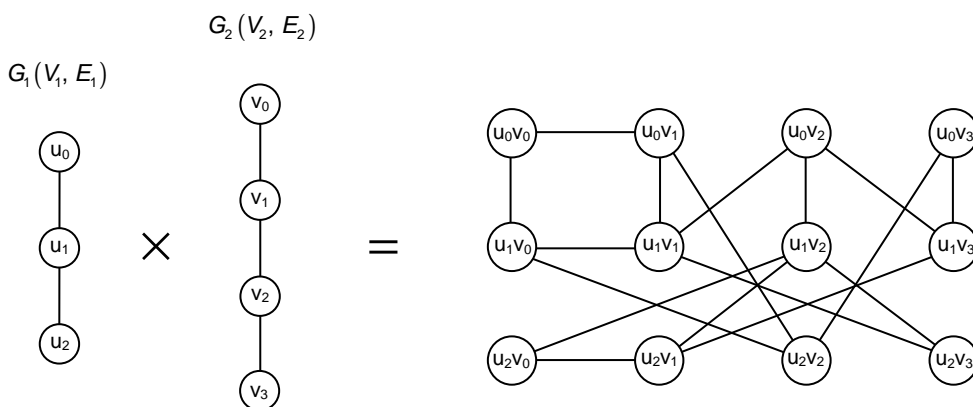 G₂(V₂, E₂)
G₁(V₁, E₁)
u₀
u₁
u₂
×
v₀
v₁
v₂
v₃
=
u₀v₀ u₀v₁ u₀v₂ u₀v₃
u₁v₀ u₁v₁ u₁v₂ u₁v₃
u₂v₀ u₂v₁ u₂v₂ u₂v₃